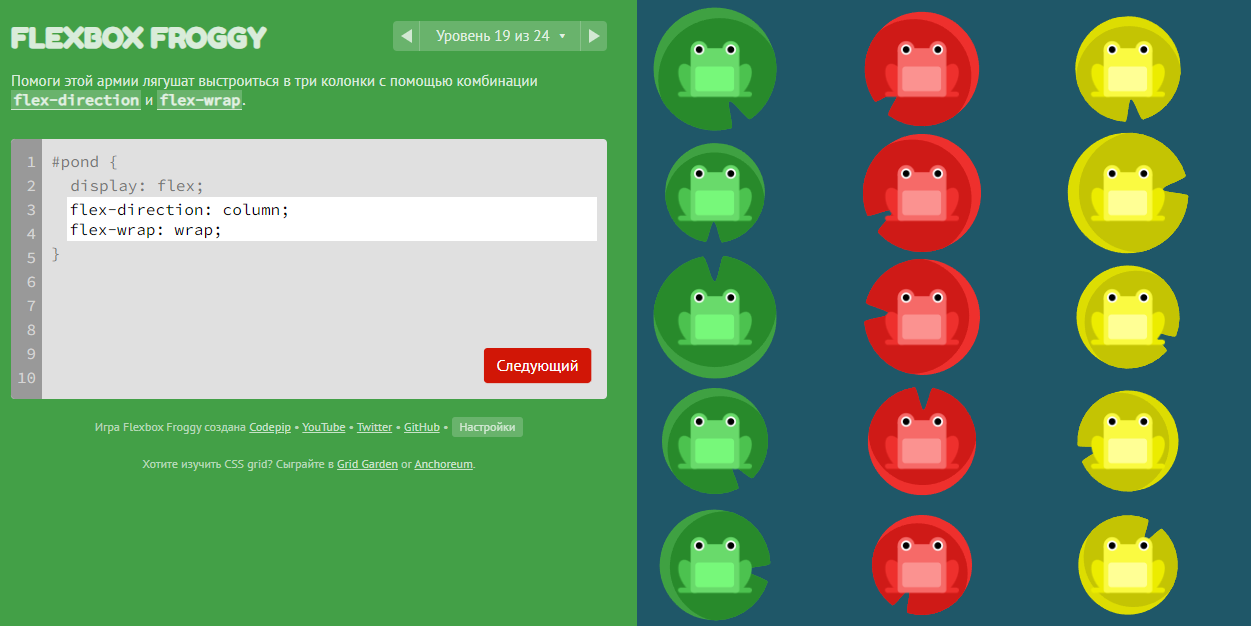 FLEXBOX FROGGY
Уровень 19 из 24
Помоги этой армии лягушат выстроиться в три колонки с помощью комбинации
flex-direction и flex-wrap.
1 #pond {
2 display: flex;
3 flex-direction: column;
4 flex-wrap: wrap;
5 }
6
7
8
9
10
Следующий
Игра Flexbox Froggy создана Codepip • YouTube • Twitter • GitHub • Настройки
Хотите изучить CSS grid? Сыграйте в Grid Garden or Anchoreum.